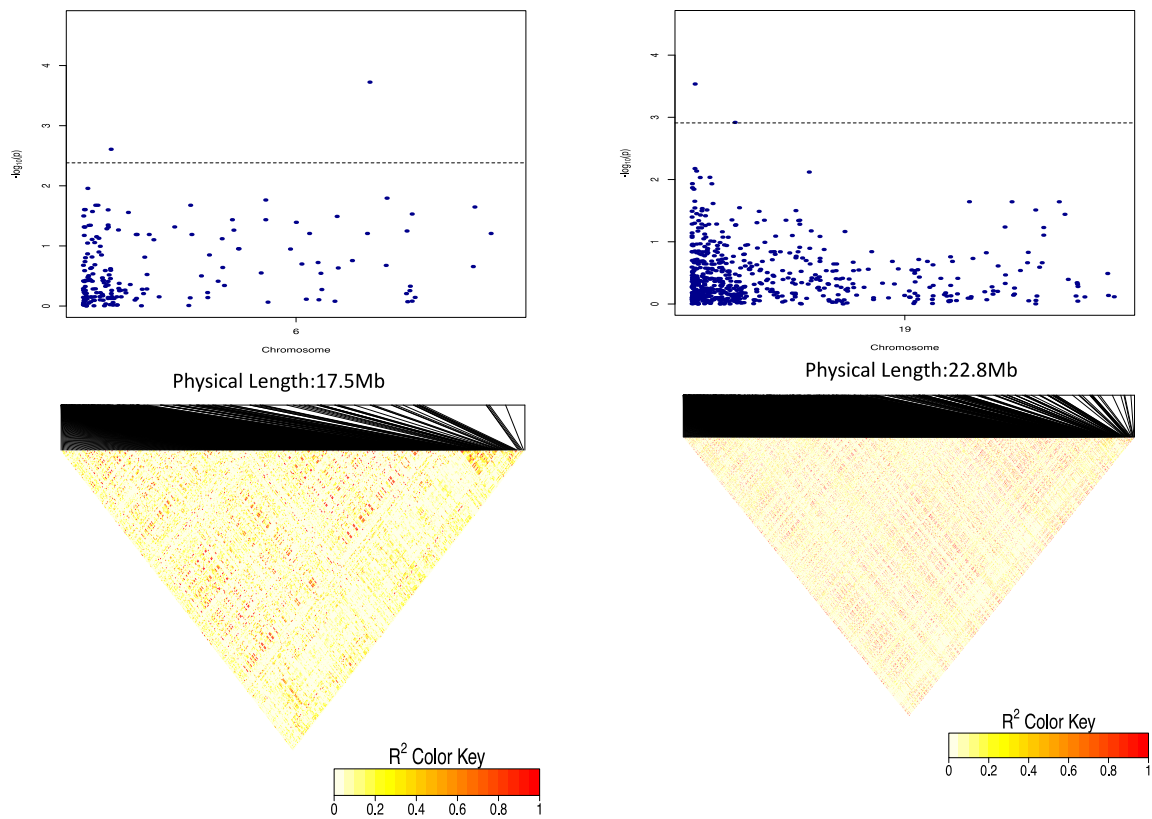 4
3
2
1
0
-log10(p)
6
Chromosome
Physical Length:17.5Mb
R2 Color Key
0 0.2 0.4 0.6 0.8 1
4
3
2
1
0
-log10(p)
19
Chromosome
Physical Length:22.8Mb
R2 Color Key
0 0.2 0.4 0.6 0.8 1